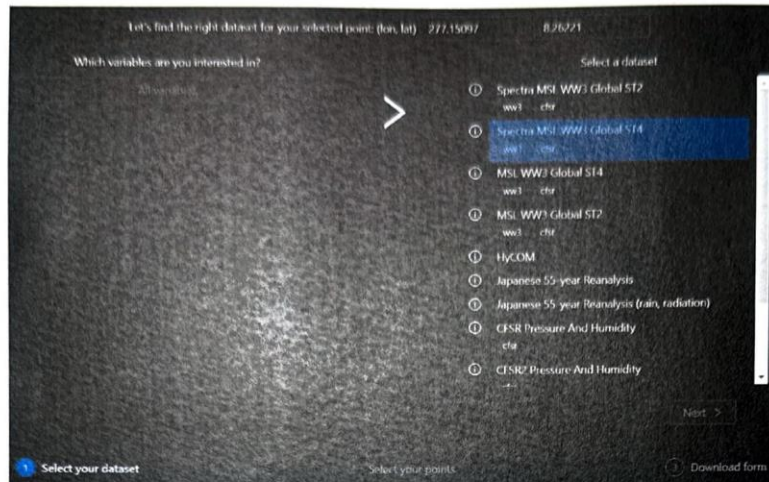 Let's find the right dataset for your selected point: (lon, lat) 277.15097 8.26221
Which variables are you interested in?
All variables
>
Select a dataset
Spectra MSL WW3 Global ST2
ww3 cfsr
Spectra MSL WW3 Global ST4
ww3 cfsr
MSL WW3 Global ST4
ww3 cfsr
MSL WW3 Global ST2
ww3 cfsr
HyCOM
Japanese 55-year Reanalysis
Japanese 55-year Reanalysis (rain, radiation)
CFSR Pressure And Humidity
cfsr
CFSR2 Pressure And Humidity
Next >
1 Select your dataset
Select your points
3 Download form